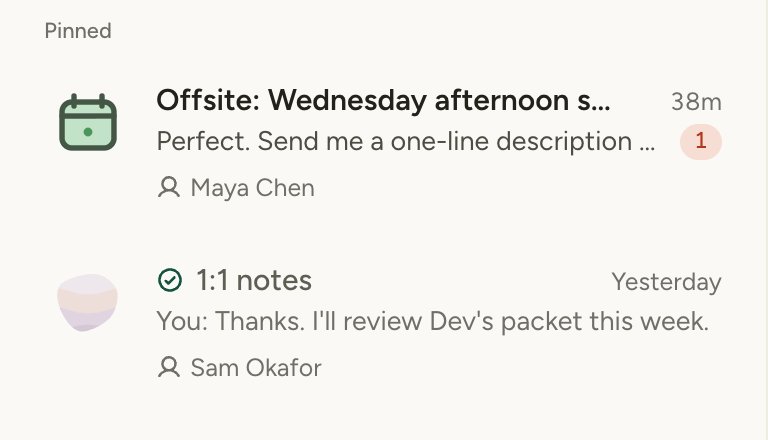 Pinned
Offsite: Wednesday afternoon s... 38m
Perfect. Send me a one-line description ... 1
Maya Chen
1:1 notes Yesterday
You: Thanks. I'll review Dev's packet this week.
Sam Okafor